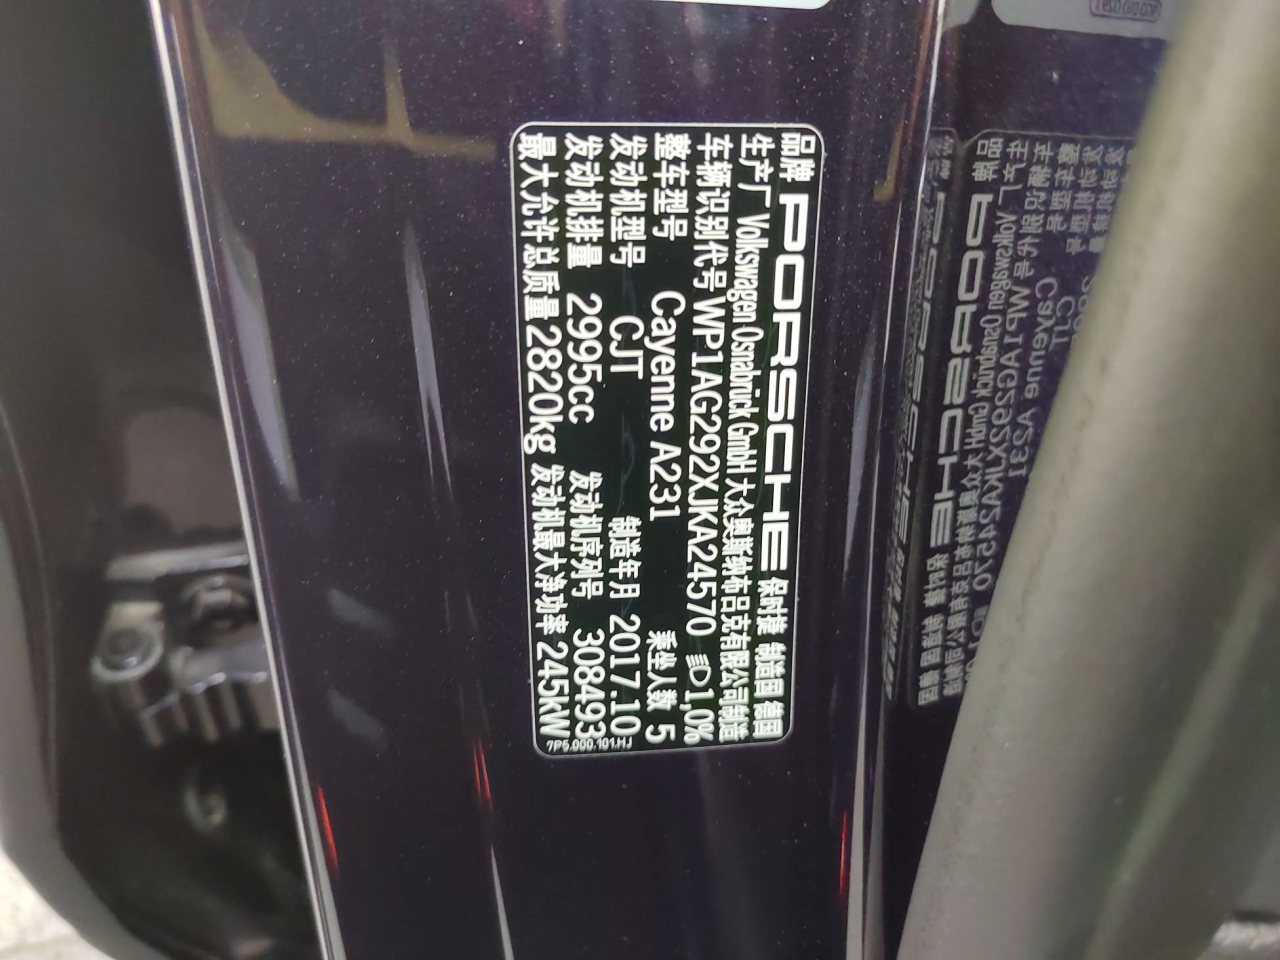 品牌 PORSCHE 保时捷 制造国 德国
生产厂 Volkswagen Osnabrück GmbH 大众奥斯纳布吕克有限公司制造
车辆识别代号 WP1AG292XJKA24570 1,0%
整车型号 Cayenne A231 乘坐人数 5
发动机型号 CJT 制造年月 2017.10
发动机排量 2995cc 发动机序列号 308493
最大允许总质量 2820kg 发动机最大净功率 245kW
7P5.000.101.HJ